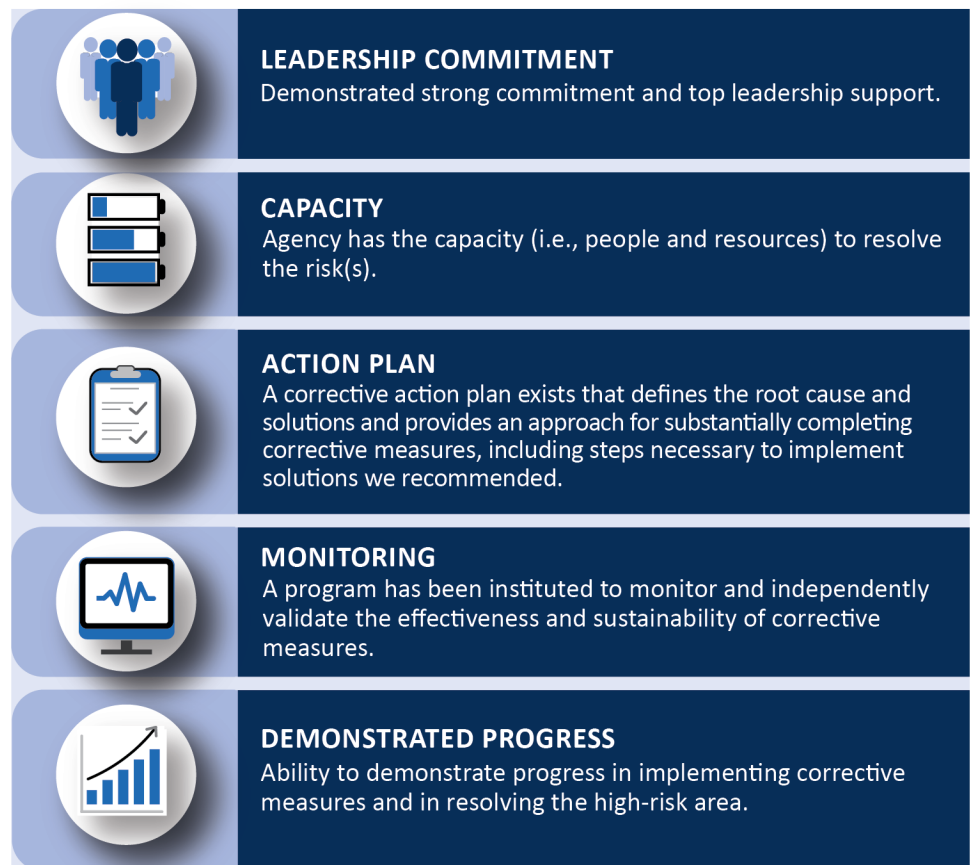 LEADERSHIP COMMITMENT
Demonstrated strong commitment and top leadership support.
CAPACITY
Agency has the capacity (i.e., people and resources) to resolve
the risk(s).
ACTION PLAN
A corrective action plan exists that defines the root cause and
solutions and provides an approach for substantially completing
corrective measures, including steps necessary to implement
solutions we recommended.
MONITORING
A program has been instituted to monitor and independently
validate the effectiveness and sustainability of corrective
measures.
DEMONSTRATED PROGRESS
Ability to demonstrate progress in implementing corrective
measures and in resolving the high-risk area.